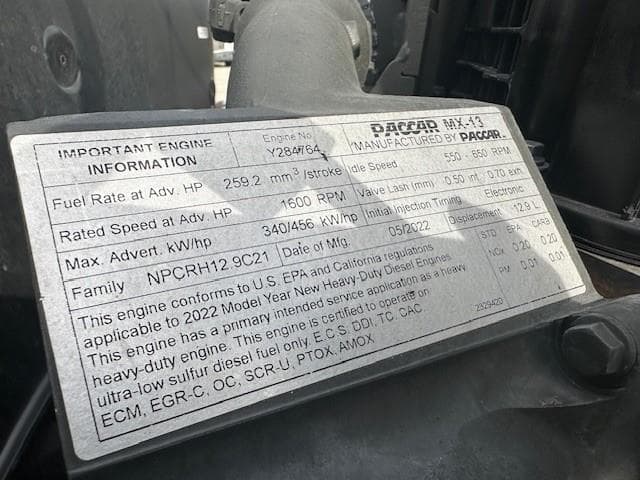 IMPORTANT ENGINE INFORMATION
Engine No.
Y284764
PACCAR MX-13
MANUFACTURED BY PACCAR
Fuel Rate at Adv. HP 259.2 mm³/stroke
Idle Speed 550 - 650 RPM
Rated Speed at Adv. HP 1600 RPM
Valve Lash (mm) 0.50 int. 0.70 exh
Max. Advert. kW/hp 340/456 kW/hp
Initial Injection Timing Electronic
Family NPCRH12.9C21
Date of Mfg. 05/2022
Displacement 12.9 L
This engine conforms to U.S. EPA and California regulations
applicable to 2022 Model Year New Heavy-Duty Diesel Engines
This engine has a primary intended service application as a heavy
heavy-duty engine. This engine is certified to operate on
ultra-low sulfur diesel fuel only. E.C.S. DDI, TC, CAC
ECM, EGR-C, OC, SCR-U, PTOX, AMOX
STD EPA CARB
NOX 0.20 0.20
PM 0.01 0.01
2329420